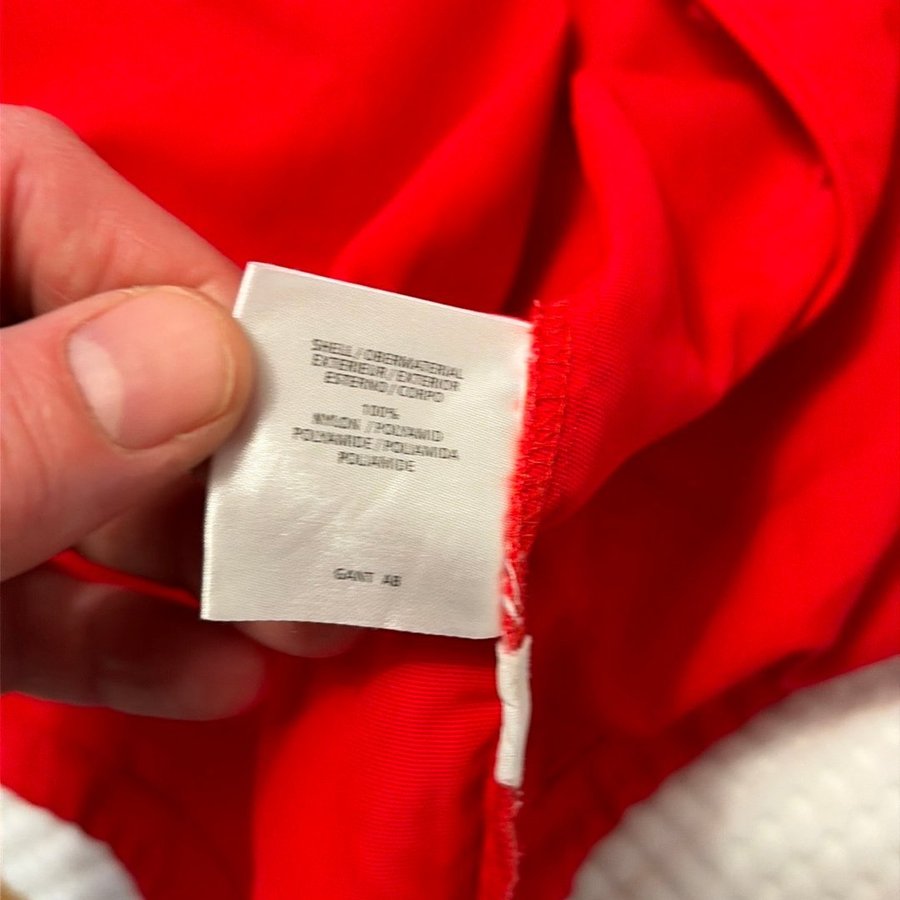 SHELL / OBERMATERIAL
EXTERIEUR / EXTERIOR
ESTERNO / CORPO
100%
NYLON / POLYAMID
POLYAMIDE / POLIAMIDA
POLIAMIDE
GANT AB